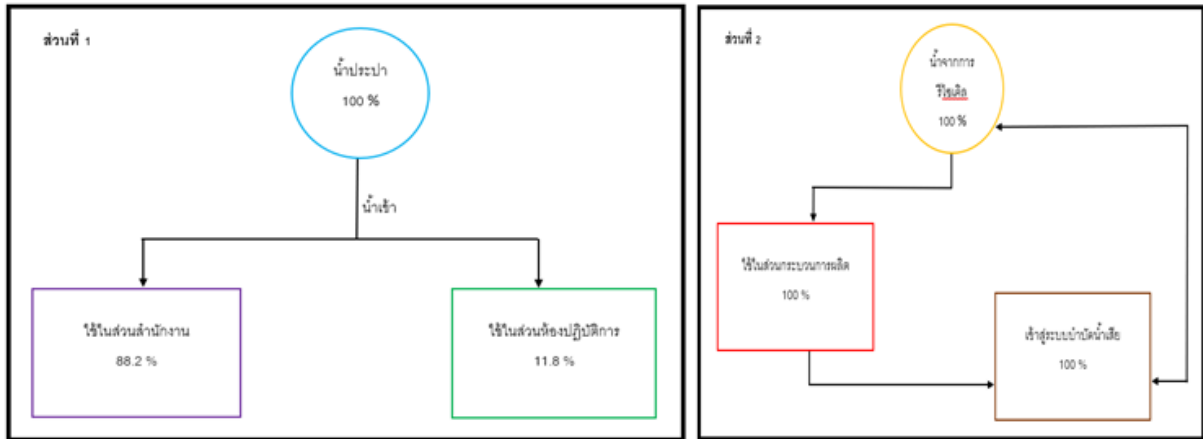 ส่วนที่ 1
น้ำประปา
100 %
น้ำเข้า
ใช้ในส่วนสำนักงาน
88.2 %
ใช้ในส่วนห้องปฏิบัติการ
11.8 %
ส่วนที่ 2
น้ำจากการ
รีไซเคิล
100 %
ใช้ในส่วนกระบวนการผลิต
100 %
เข้าสู่ระบบบำบัดน้ำเสีย
100 %